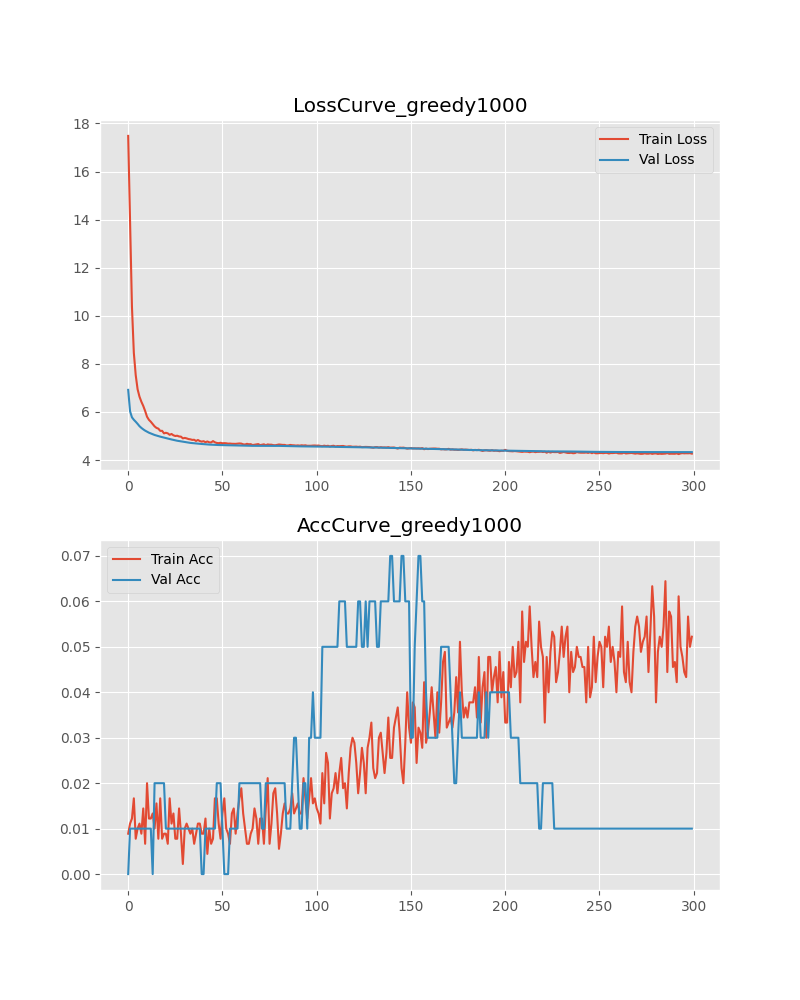 LossCurve_greedy1000
18
16
14
12
10
8
6
4
Train Loss
Val Loss
0 50 100 150 200 250 300
AccCurve_greedy1000
0.07
0.06
0.05
0.04
0.03
0.02
0.01
0.00
Train Acc
Val Acc
0 50 100 150 200 250 300